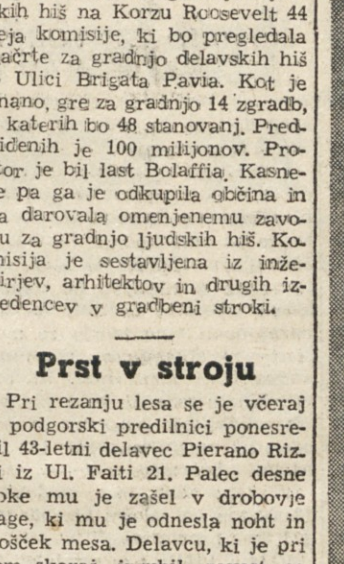 kih hiš na Korzu Roosevelt 44
eja komisije, ki bo pregledala
ačrte za gradnjo delavskih hiš
Ulici Brigata Pavia. Kot je
nano, gre za gradnjo 14 zgradb,
katerih bo 48 stanovanj. Pred-
idenih je 100 milijonov. Pro-
or je bil last Bolaffia. Kasne-
e pa ga je odkupila občina in
a darovala omenjenemu zavo-
u za gradnjo ljudskih hiš. Ko-
misija je sestavljena iz inže-
irjev, arhitektov in drugih iz-
edencev v gradbeni stroki.
Prst v stroju
Pri rezanju lesa se je včeraj
podgorski predilnici ponesre-
il 43-letni delavec Pierano Riz-
i iz Ul. Faiti 21. Palec desne
oke mu je zašel v drobovje
age, ki mu je odnesla noht in
ošček mesa. Delavcu, ki je pri